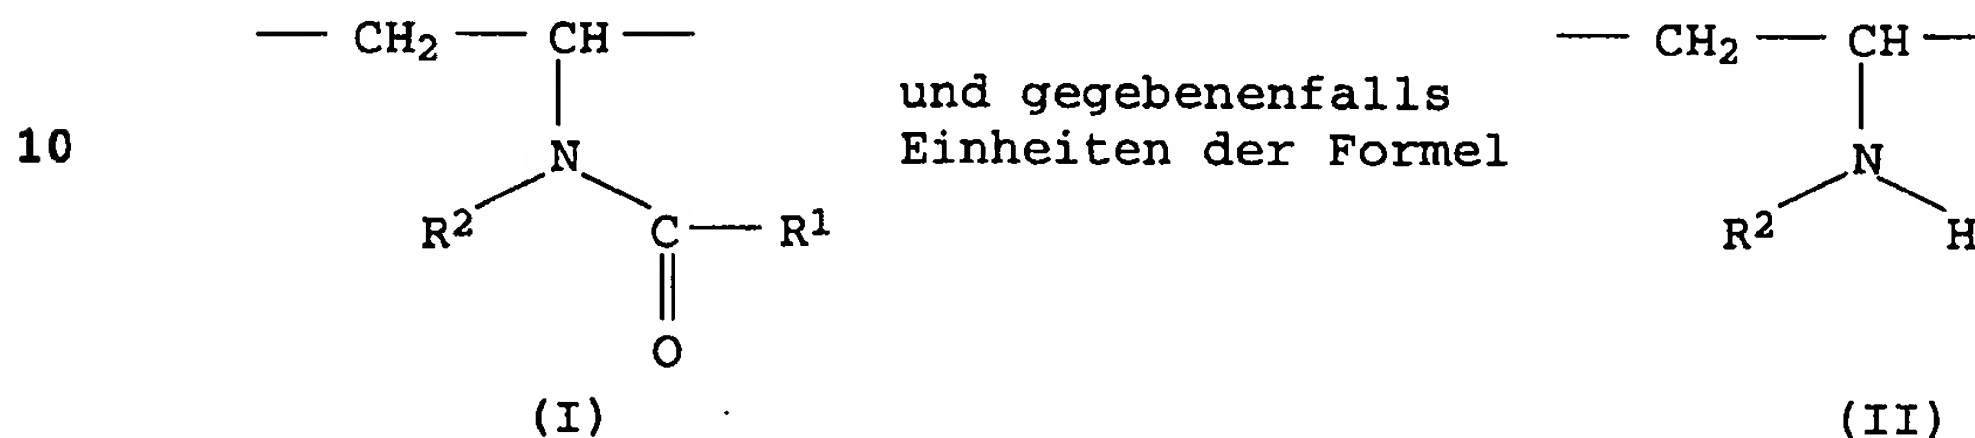 — CH₂ — CH — — CH₂ — CH —
und gegebenenfalls
10 N Einheiten der Formel N
R² C — R¹ R² H
O
(I) (II)